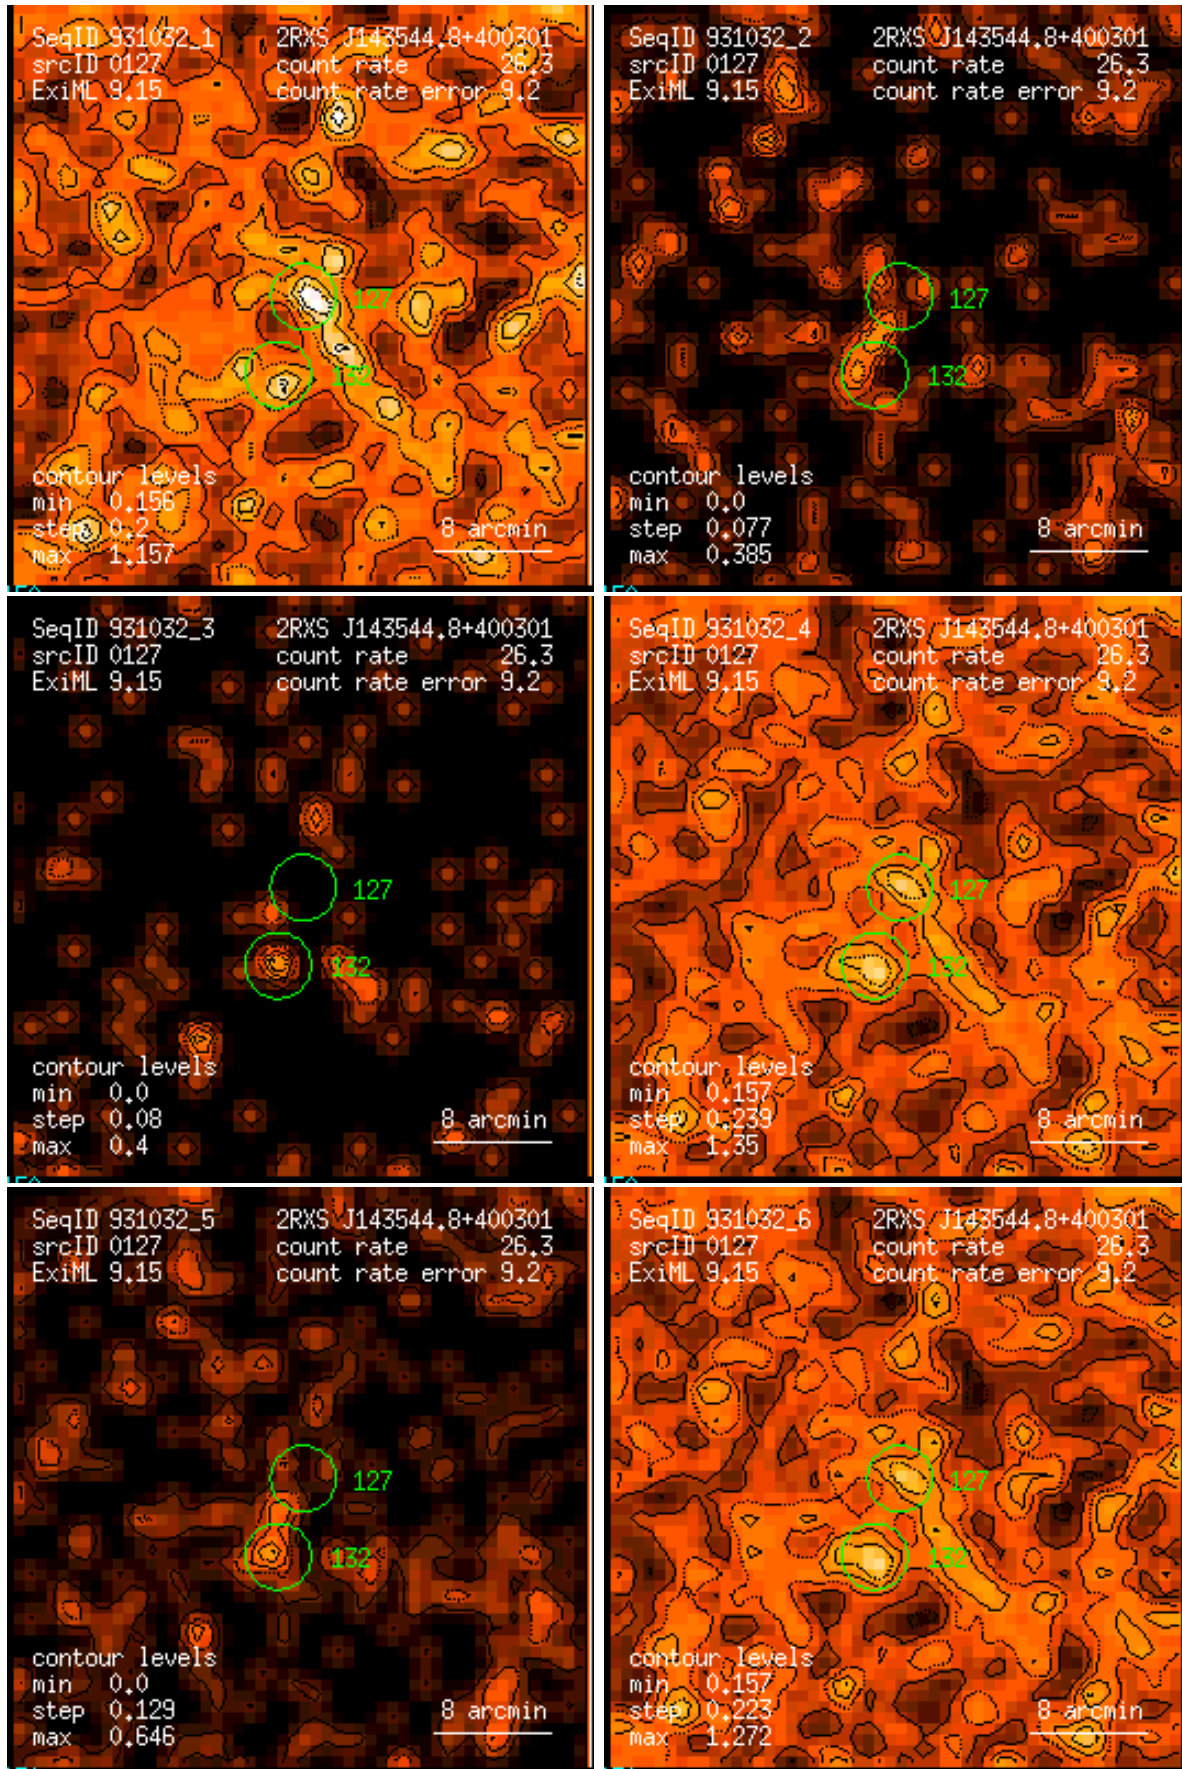 SeqID 931032_1 2RXS J143544.8+400301
srcID 0127 count rate 26.3
ExiML 9.15 count rate error 9.2
127
132
contour levels
min 0.156
step 0.2 8 arcmin
max 1.157
SeqID 931032_2 2RXS J143544.8+400301
srcID 0127 count rate 26.3
ExiML 9.15 count rate error 9.2
127
132
contour levels
min 0.0
step 0.077 8 arcmin
max 0.385
SeqID 931032_3 2RXS J143544.8+400301
srcID 0127 count rate 26.3
ExiML 9.15 count rate error 9.2
127
132
contour levels
min 0.0
step 0.08 8 arcmin
max 0.4
SeqID 931032_4 2RXS J143544.8+400301
srcID 0127 count rate 26.3
ExiML 9.15 count rate error 9.2
127
132
contour levels
min 0.157
step 0.239 8 arcmin
max 1.35
SeqID 931032_5 2RXS J143544.8+400301
srcID 0127 count rate 26.3
ExiML 9.15 count rate error 9.2
127
132
contour levels
min 0.0
step 0.129 8 arcmin
max 0.646
SeqID 931032_6 2RXS J143544.8+400301
srcID 0127 count rate 26.3
ExiML 9.15 count rate error 9.2
127
132
contour levels
min 0.157
step 0.223 8 arcmin
max 1.272